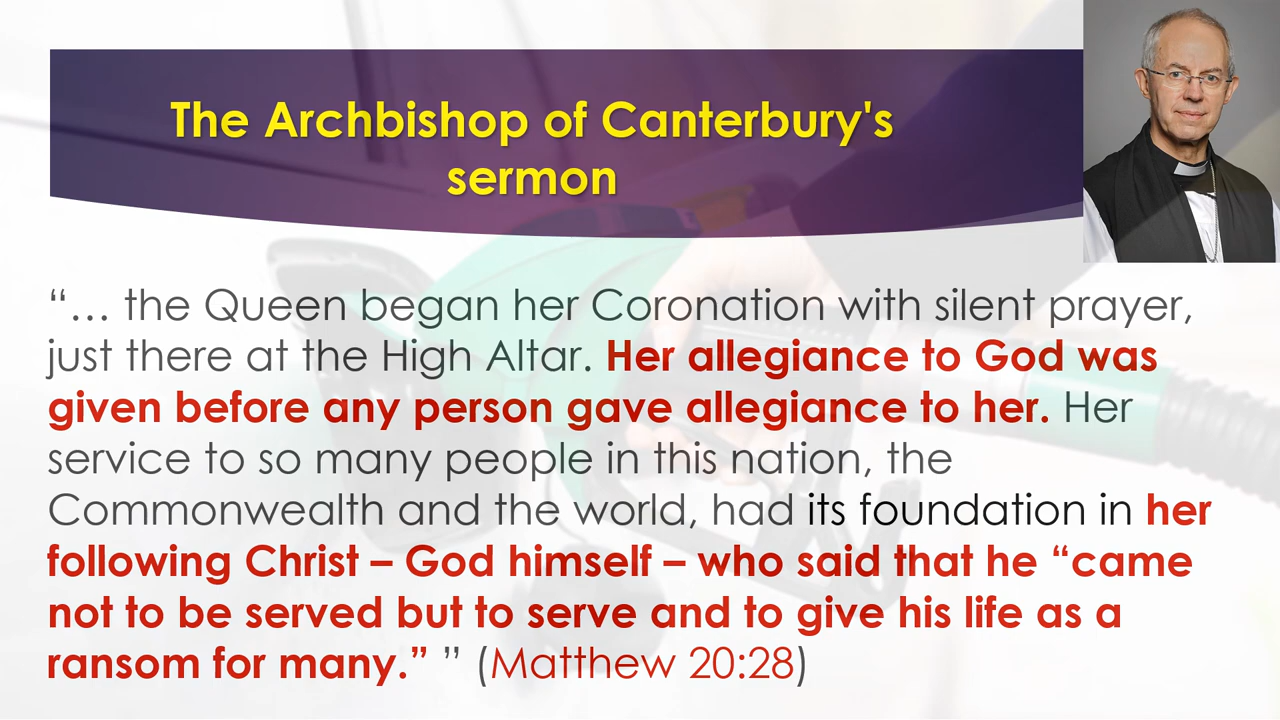 The Archbishop of Canterbury's
sermon
“… the Queen began her Coronation with silent prayer,
just there at the High Altar. Her allegiance to God was
given before any person gave allegiance to her. Her
service to so many people in this nation, the
Commonwealth and the world, had its foundation in her
following Christ – God himself – who said that he “came
not to be served but to serve and to give his life as a
ransom for many.” ” (Matthew 20:28)